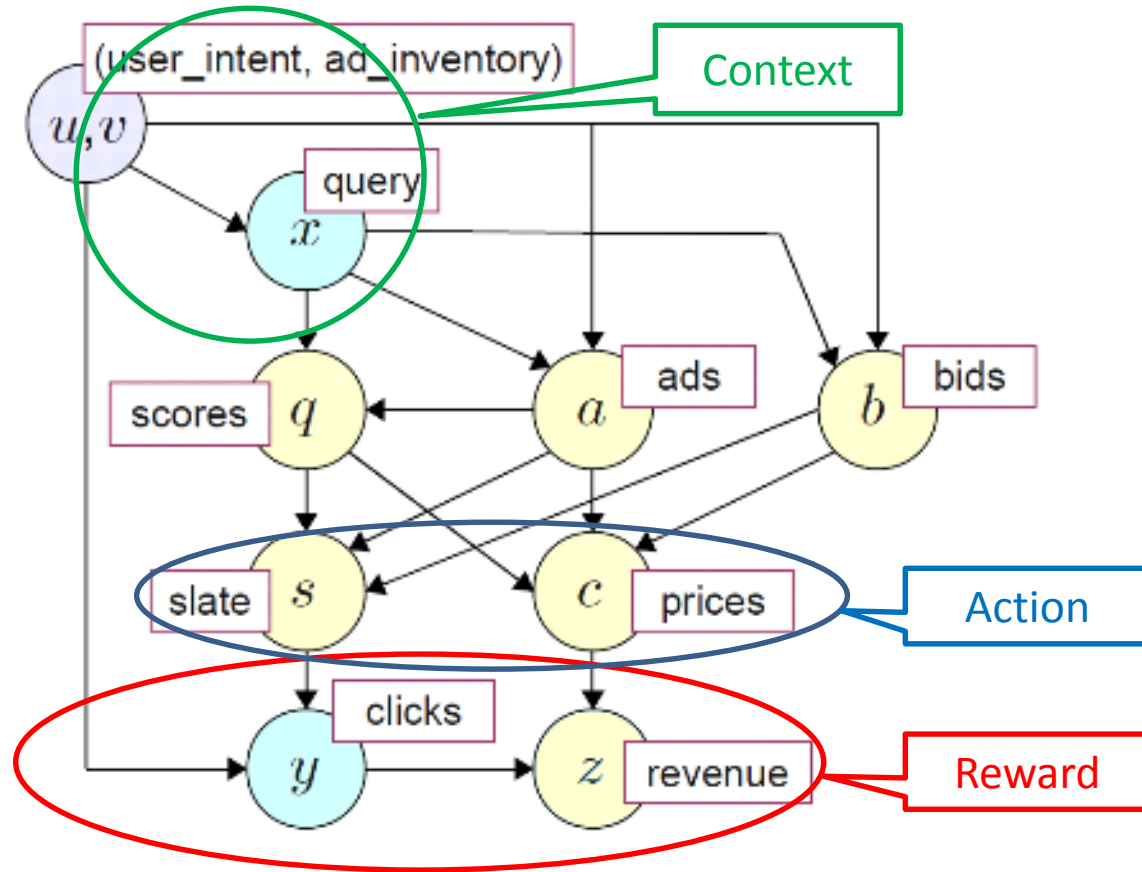 (user_intent, ad_inventory)
Context
u,v
query
x
ads
bids
scores
q
a
b
slate
s
c
prices
Action
clicks
y
z
revenue
Reward